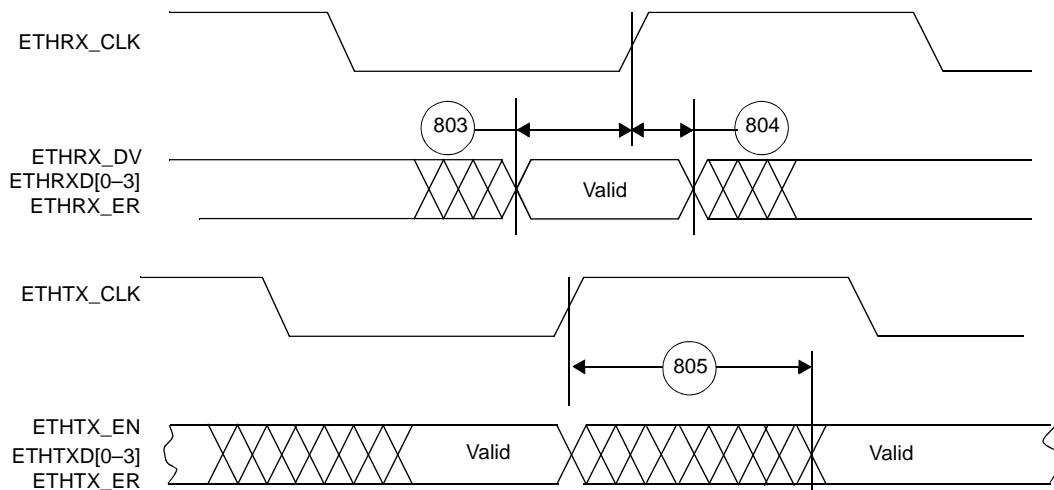 ETHRX_CLK
803
804
ETHRX_DV
ETHRXD[0–3]
ETHRX_ER
Valid
ETHTX_CLK
805
ETHTX_EN
ETHTXD[0–3]
ETHTX_ER
Valid
Valid